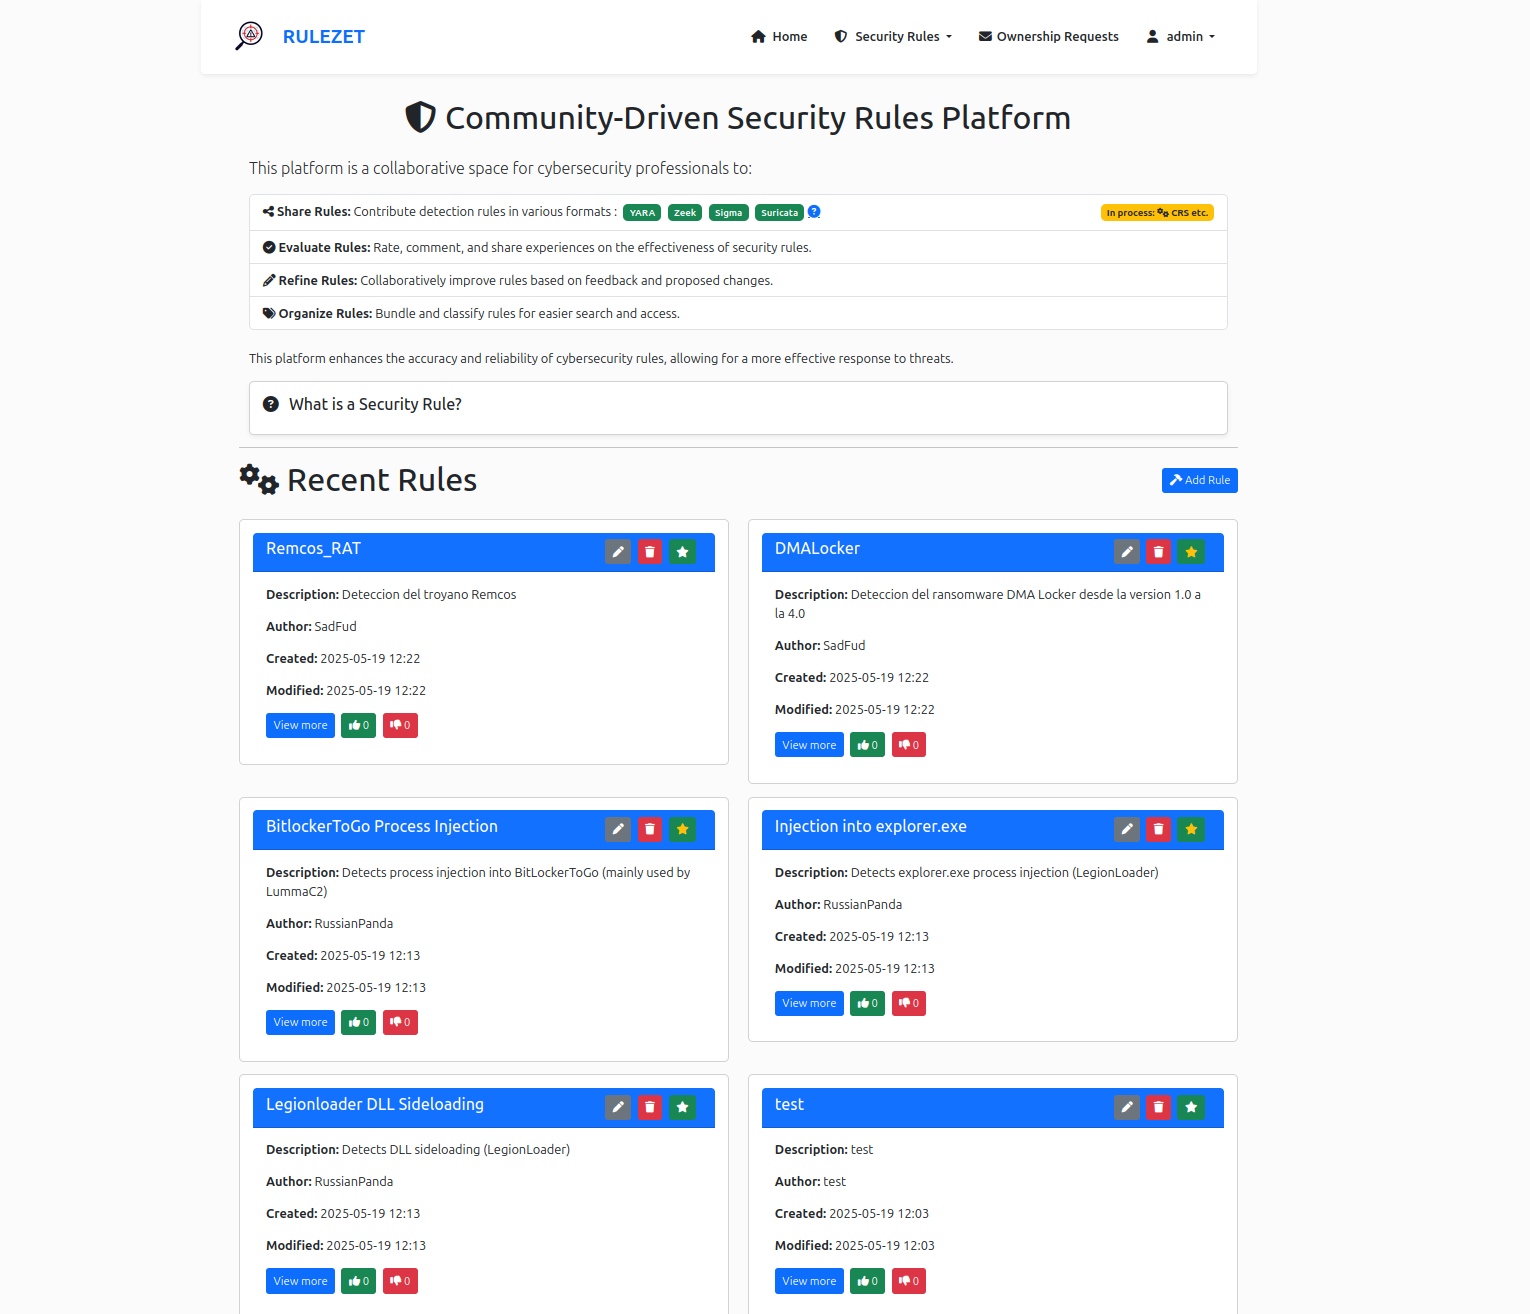 RULEZET
Home Security Rules Ownership Requests admin
Community-Driven Security Rules Platform
This platform is a collaborative space for cybersecurity professionals to:
Share Rules: Contribute detection rules in various formats : YARA Zeek Sigma Suricata In process: CRS etc.
Evaluate Rules: Rate, comment, and share experiences on the effectiveness of security rules.
Refine Rules: Collaboratively improve rules based on feedback and proposed changes.
Organize Rules: Bundle and classify rules for easier search and access.
This platform enhances the accuracy and reliability of cybersecurity rules, allowing for a more effective response to threats.
What is a Security Rule?
Recent Rules
Add Rule
Remcos_RAT
Description: Deteccion del troyano Remcos
Author: SadFud
Created: 2025-05-19 12:22
Modified: 2025-05-19 12:22
View more 0 0
DMALocker
Description: Deteccion del ransomware DMA Locker desde la version 1.0 a
la 4.0
Author: SadFud
Created: 2025-05-19 12:22
Modified: 2025-05-19 12:22
View more 0 0
BitlockerToGo Process Injection
Description: Detects process injection into BitLockerToGo (mainly used by
LummaC2)
Author: RussianPanda
Created: 2025-05-19 12:13
Modified: 2025-05-19 12:13
View more 0 0
Injection into explorer.exe
Description: Detects explorer.exe process injection (LegionLoader)
Author: RussianPanda
Created: 2025-05-19 12:13
Modified: 2025-05-19 12:13
View more 0 0
Legionloader DLL Sideloading
Description: Detects DLL sideloading (LegionLoader)
Author: RussianPanda
Created: 2025-05-19 12:13
Modified: 2025-05-19 12:13
View more 0 0
test
Description: test
Author: test
Created: 2025-05-19 12:03
Modified: 2025-05-19 12:03
View more 0 0